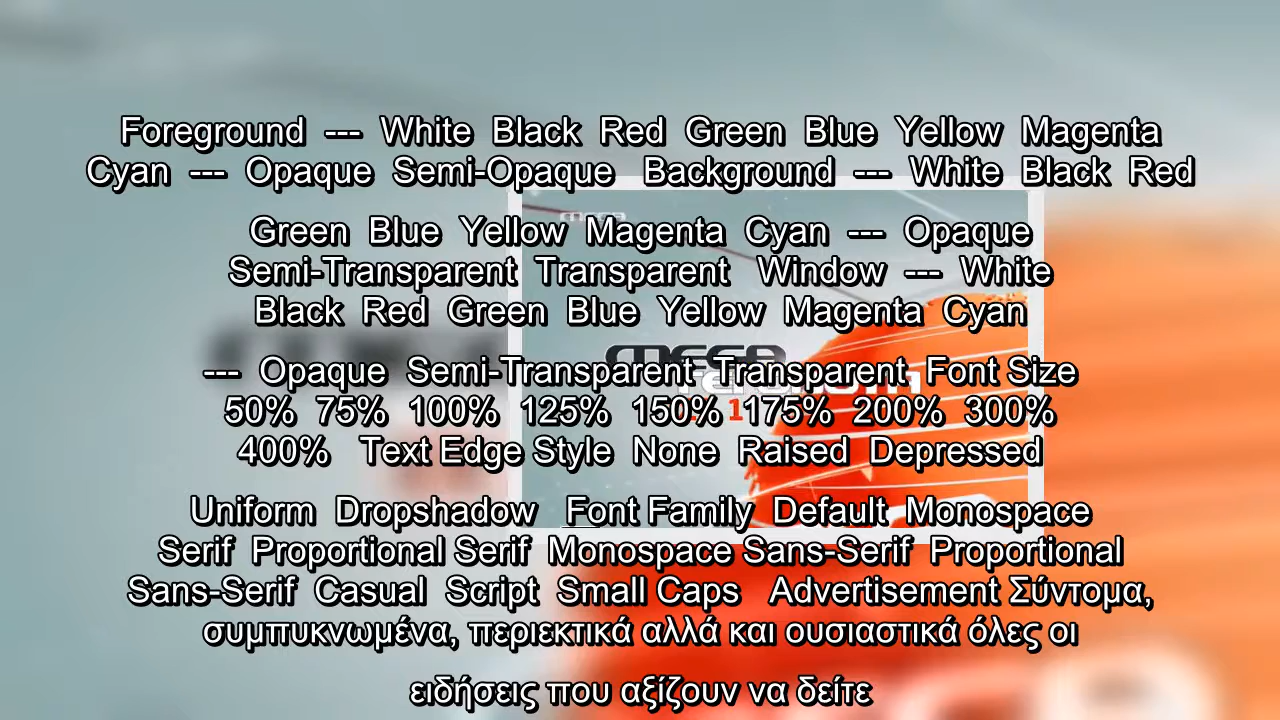 Foreground --- White Black Red Green Blue Yellow Magenta
Cyan --- Opaque Semi-Opaque Background --- White Black Red
Green Blue Yellow Magenta Cyan --- Opaque
Semi-Transparent Transparent Window --- White
Black Red Green Blue Yellow Magenta Cyan
--- Opaque Semi-Transparent Transparent Font Size
50% 75% 100% 125% 150% 175% 200% 300%
400% Text Edge Style None Raised Depressed
Uniform Dropshadow Font Family Default Monospace
Serif Proportional Serif Monospace Sans-Serif Proportional
Sans-Serif Casual Script Small Caps Advertisement Σύντομα,
συμπυκνωμένα, περιεκτικά αλλά και ουσιαστικά όλες οι
ειδήσεις που αξίζουν να δείτε
mega
mega